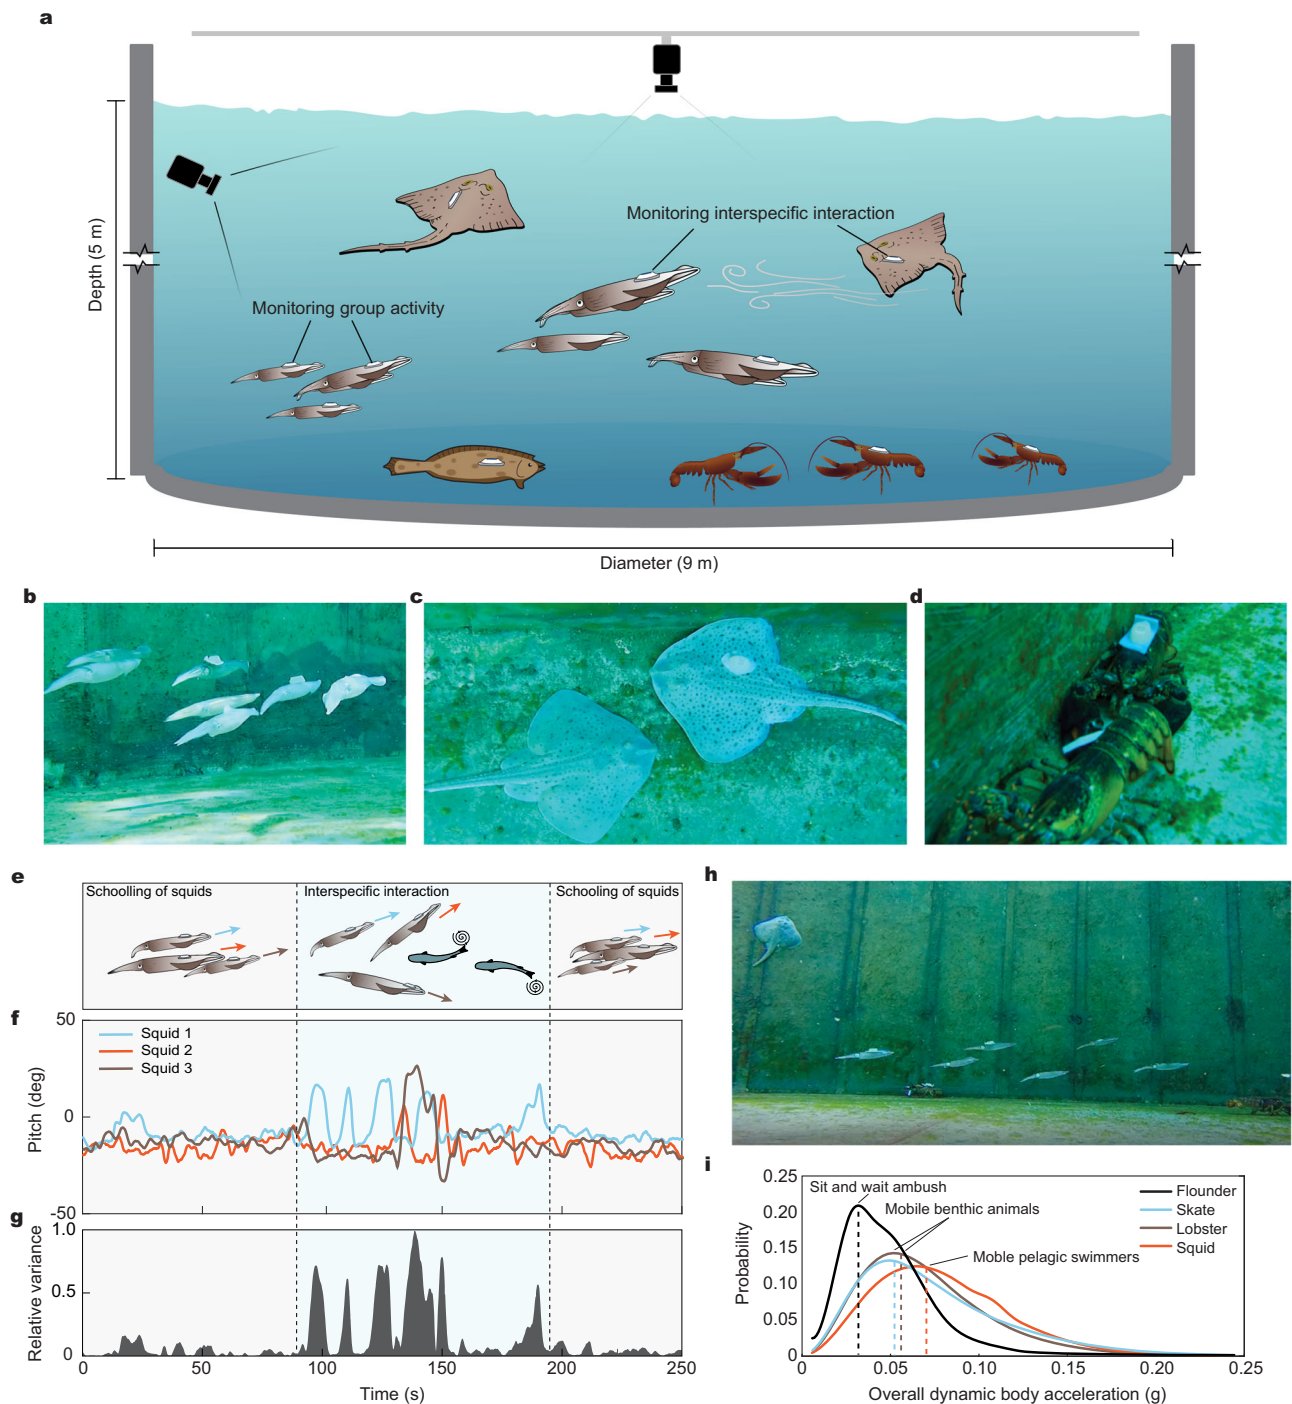 a
Depth (5 m)
Monitoring interspecific interaction
Monitoring group activity
Diameter (9 m)
b
c
d
e
Schoolling of squids
Interspecific interaction
Schooling of squids
f
50
0
-50
Pitch (deg)
Squid 1
Squid 2
Squid 3
g
1.0
0.5
0
Relative variance
0
50
100
150
200
250
Time (s)
h
i
0.25
0.20
0.15
0.10
0.05
0
Probability
Sit and wait ambush
Mobile benthic animals
Moble pelagic swimmers
Flounder
Skate
Lobster
Squid
0
0.05
0.10
0.15
0.20
0.25
Overall dynamic body acceleration (g)